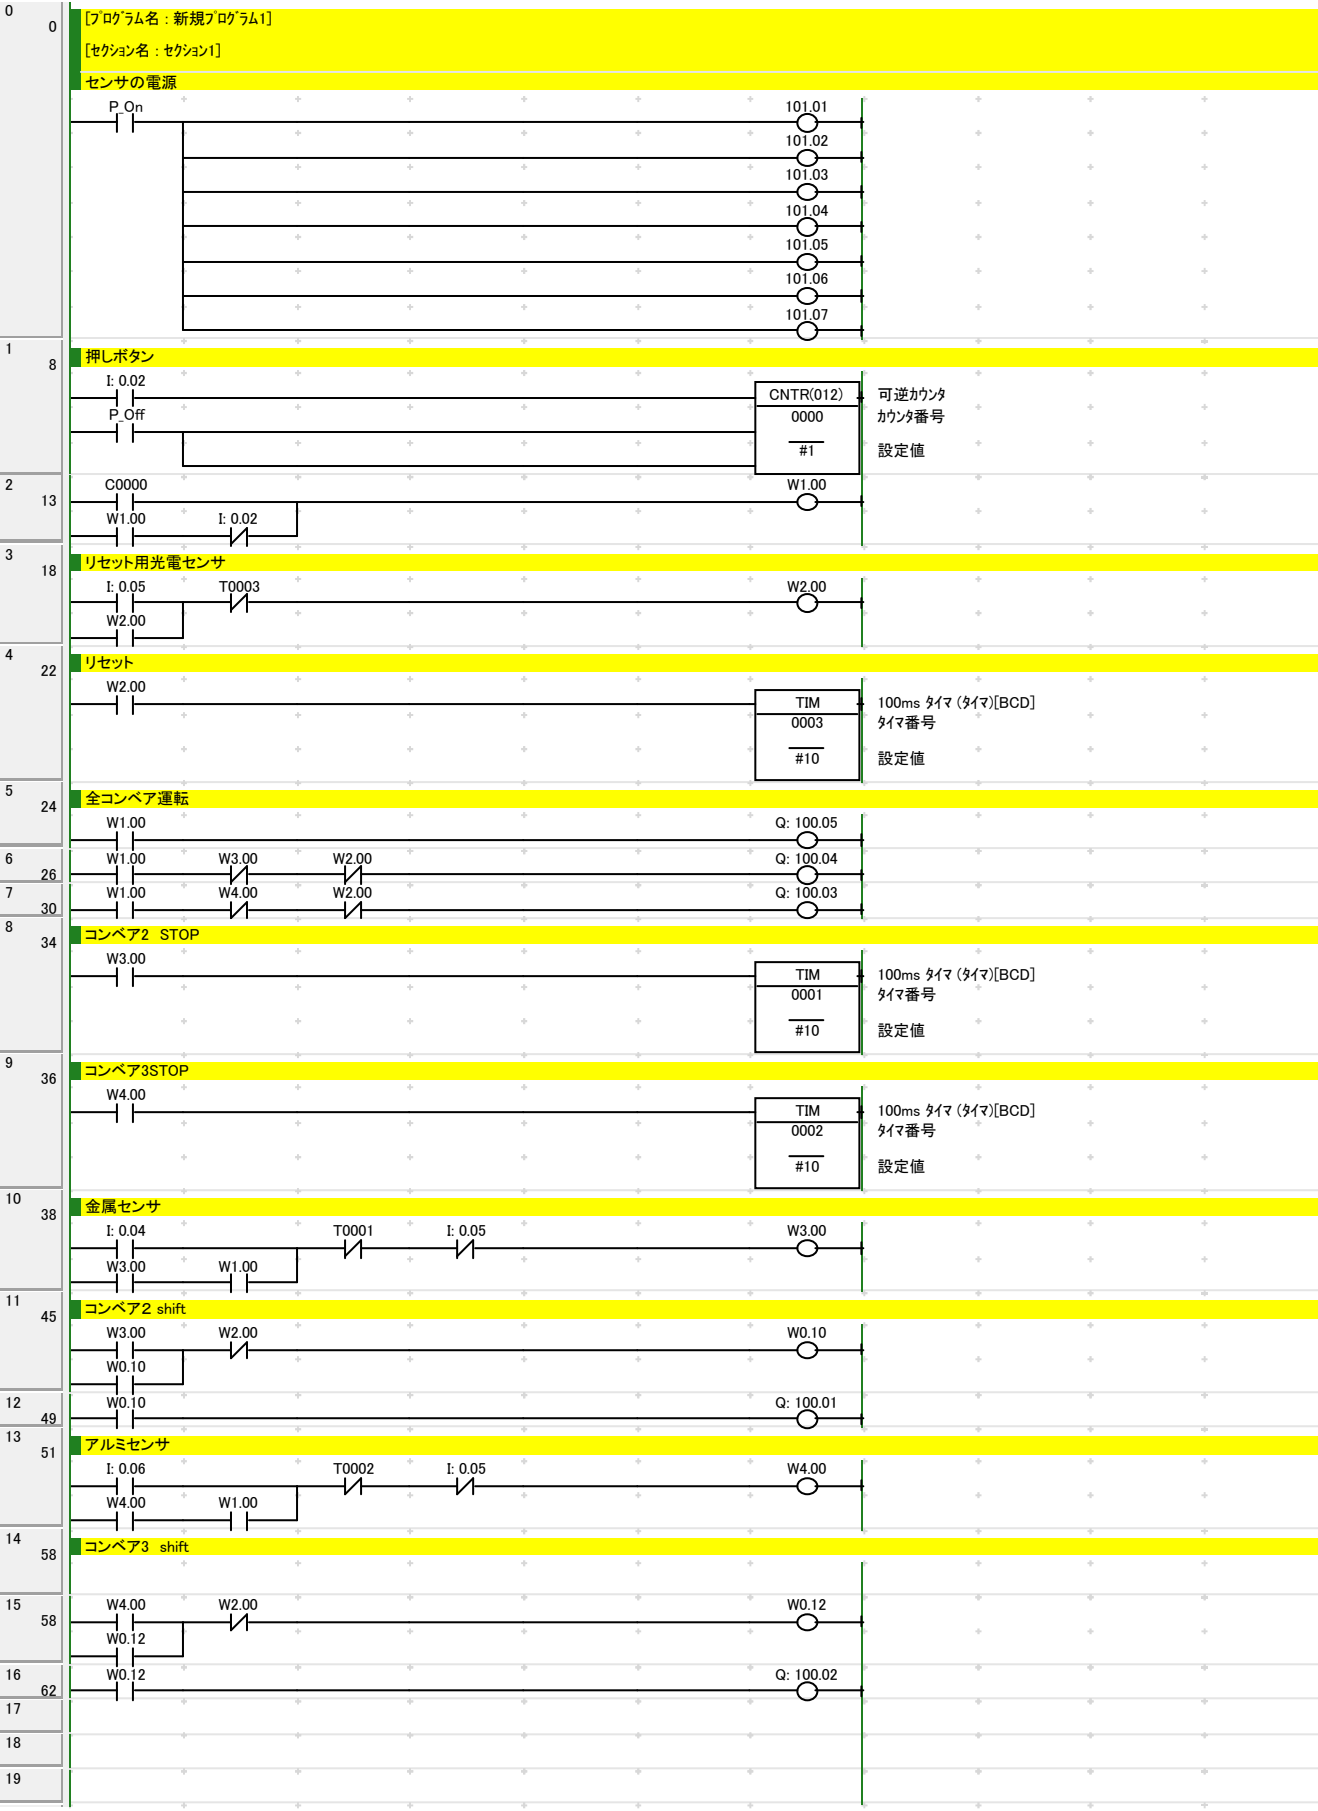 0
0
[ﾌﾟﾛｸﾞﾗﾑ名 : 新規ﾌﾟﾛｸﾞﾗﾑ1]
[ｾｸｼｮﾝ名 : ｾｸｼｮﾝ1]
センサの電源
P_On
101.01
101.02
101.03
101.04
101.05
101.06
101.07
1
8
押しボタン
I: 0.02
P_Off
CNTR(012)
可逆ｶｳﾝﾀ
0000
ｶｳﾝﾀ番号
#1
設定値
2
13
C0000
W1.00
W1.00
I: 0.02
3
18
リセット用光電センサ
I: 0.05
T0003
W2.00
W2.00
4
22
リセット
W2.00
TIM
100ms ﾀｲﾏ (ﾀｲﾏ)[BCD]
0003
ﾀｲﾏ番号
#10
設定値
5
24
全コンベア運転
W1.00
Q: 100.05
6
26
W1.00
W3.00
W2.00
Q: 100.04
7
30
W1.00
W4.00
W2.00
Q: 100.03
8
34
コンベア2　STOP
W3.00
TIM
100ms ﾀｲﾏ (ﾀｲﾏ)[BCD]
0001
ﾀｲﾏ番号
#10
設定値
9
36
コンベア3STOP
W4.00
TIM
100ms ﾀｲﾏ (ﾀｲﾏ)[BCD]
0002
ﾀｲﾏ番号
#10
設定値
10
38
金属センサ
I: 0.04
T0001
I: 0.05
W3.00
W3.00
W1.00
11
45
コンベア２ shift
W3.00
W2.00
W0.10
W0.10
12
49
W0.10
Q: 100.01
13
51
アルミセンサ
I: 0.06
T0002
I: 0.05
W4.00
W4.00
W1.00
14
58
コンベア3　shift
15
58
W4.00
W2.00
W0.12
W0.12
16
62
W0.12
Q: 100.02
17
18
19